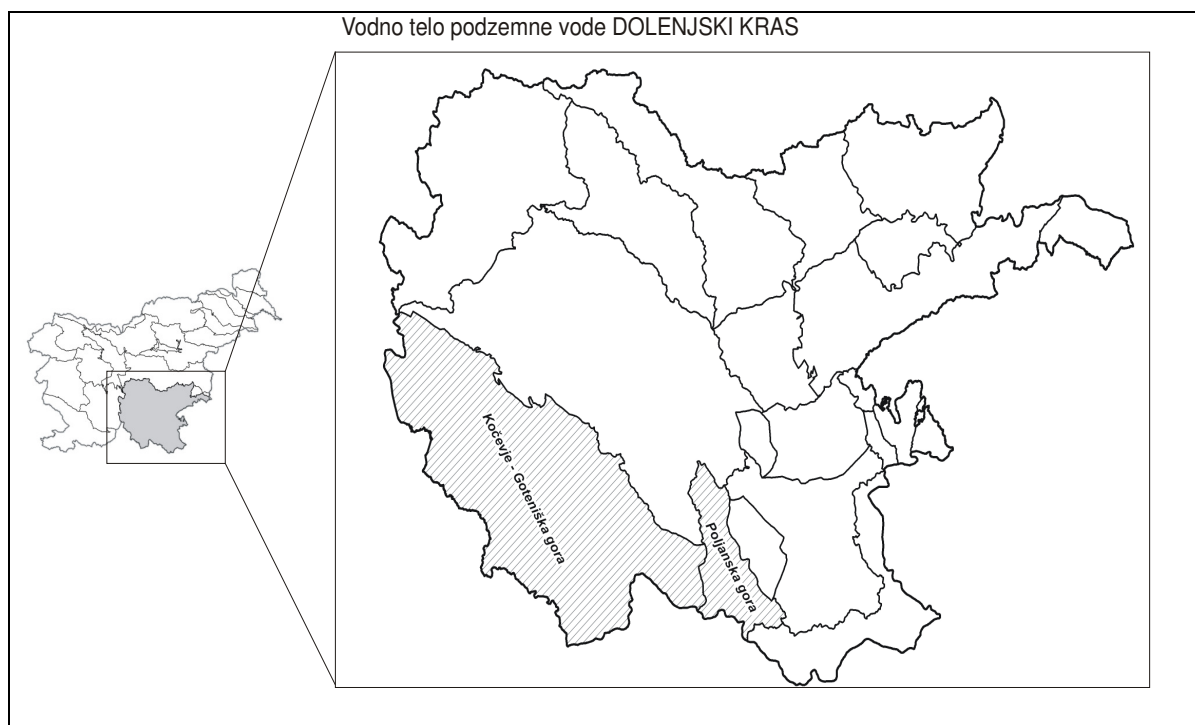 Vodno telo podzemne vode DOLENJSKI KRAS
Kočevje - Goteniška gora
Poljanska gora